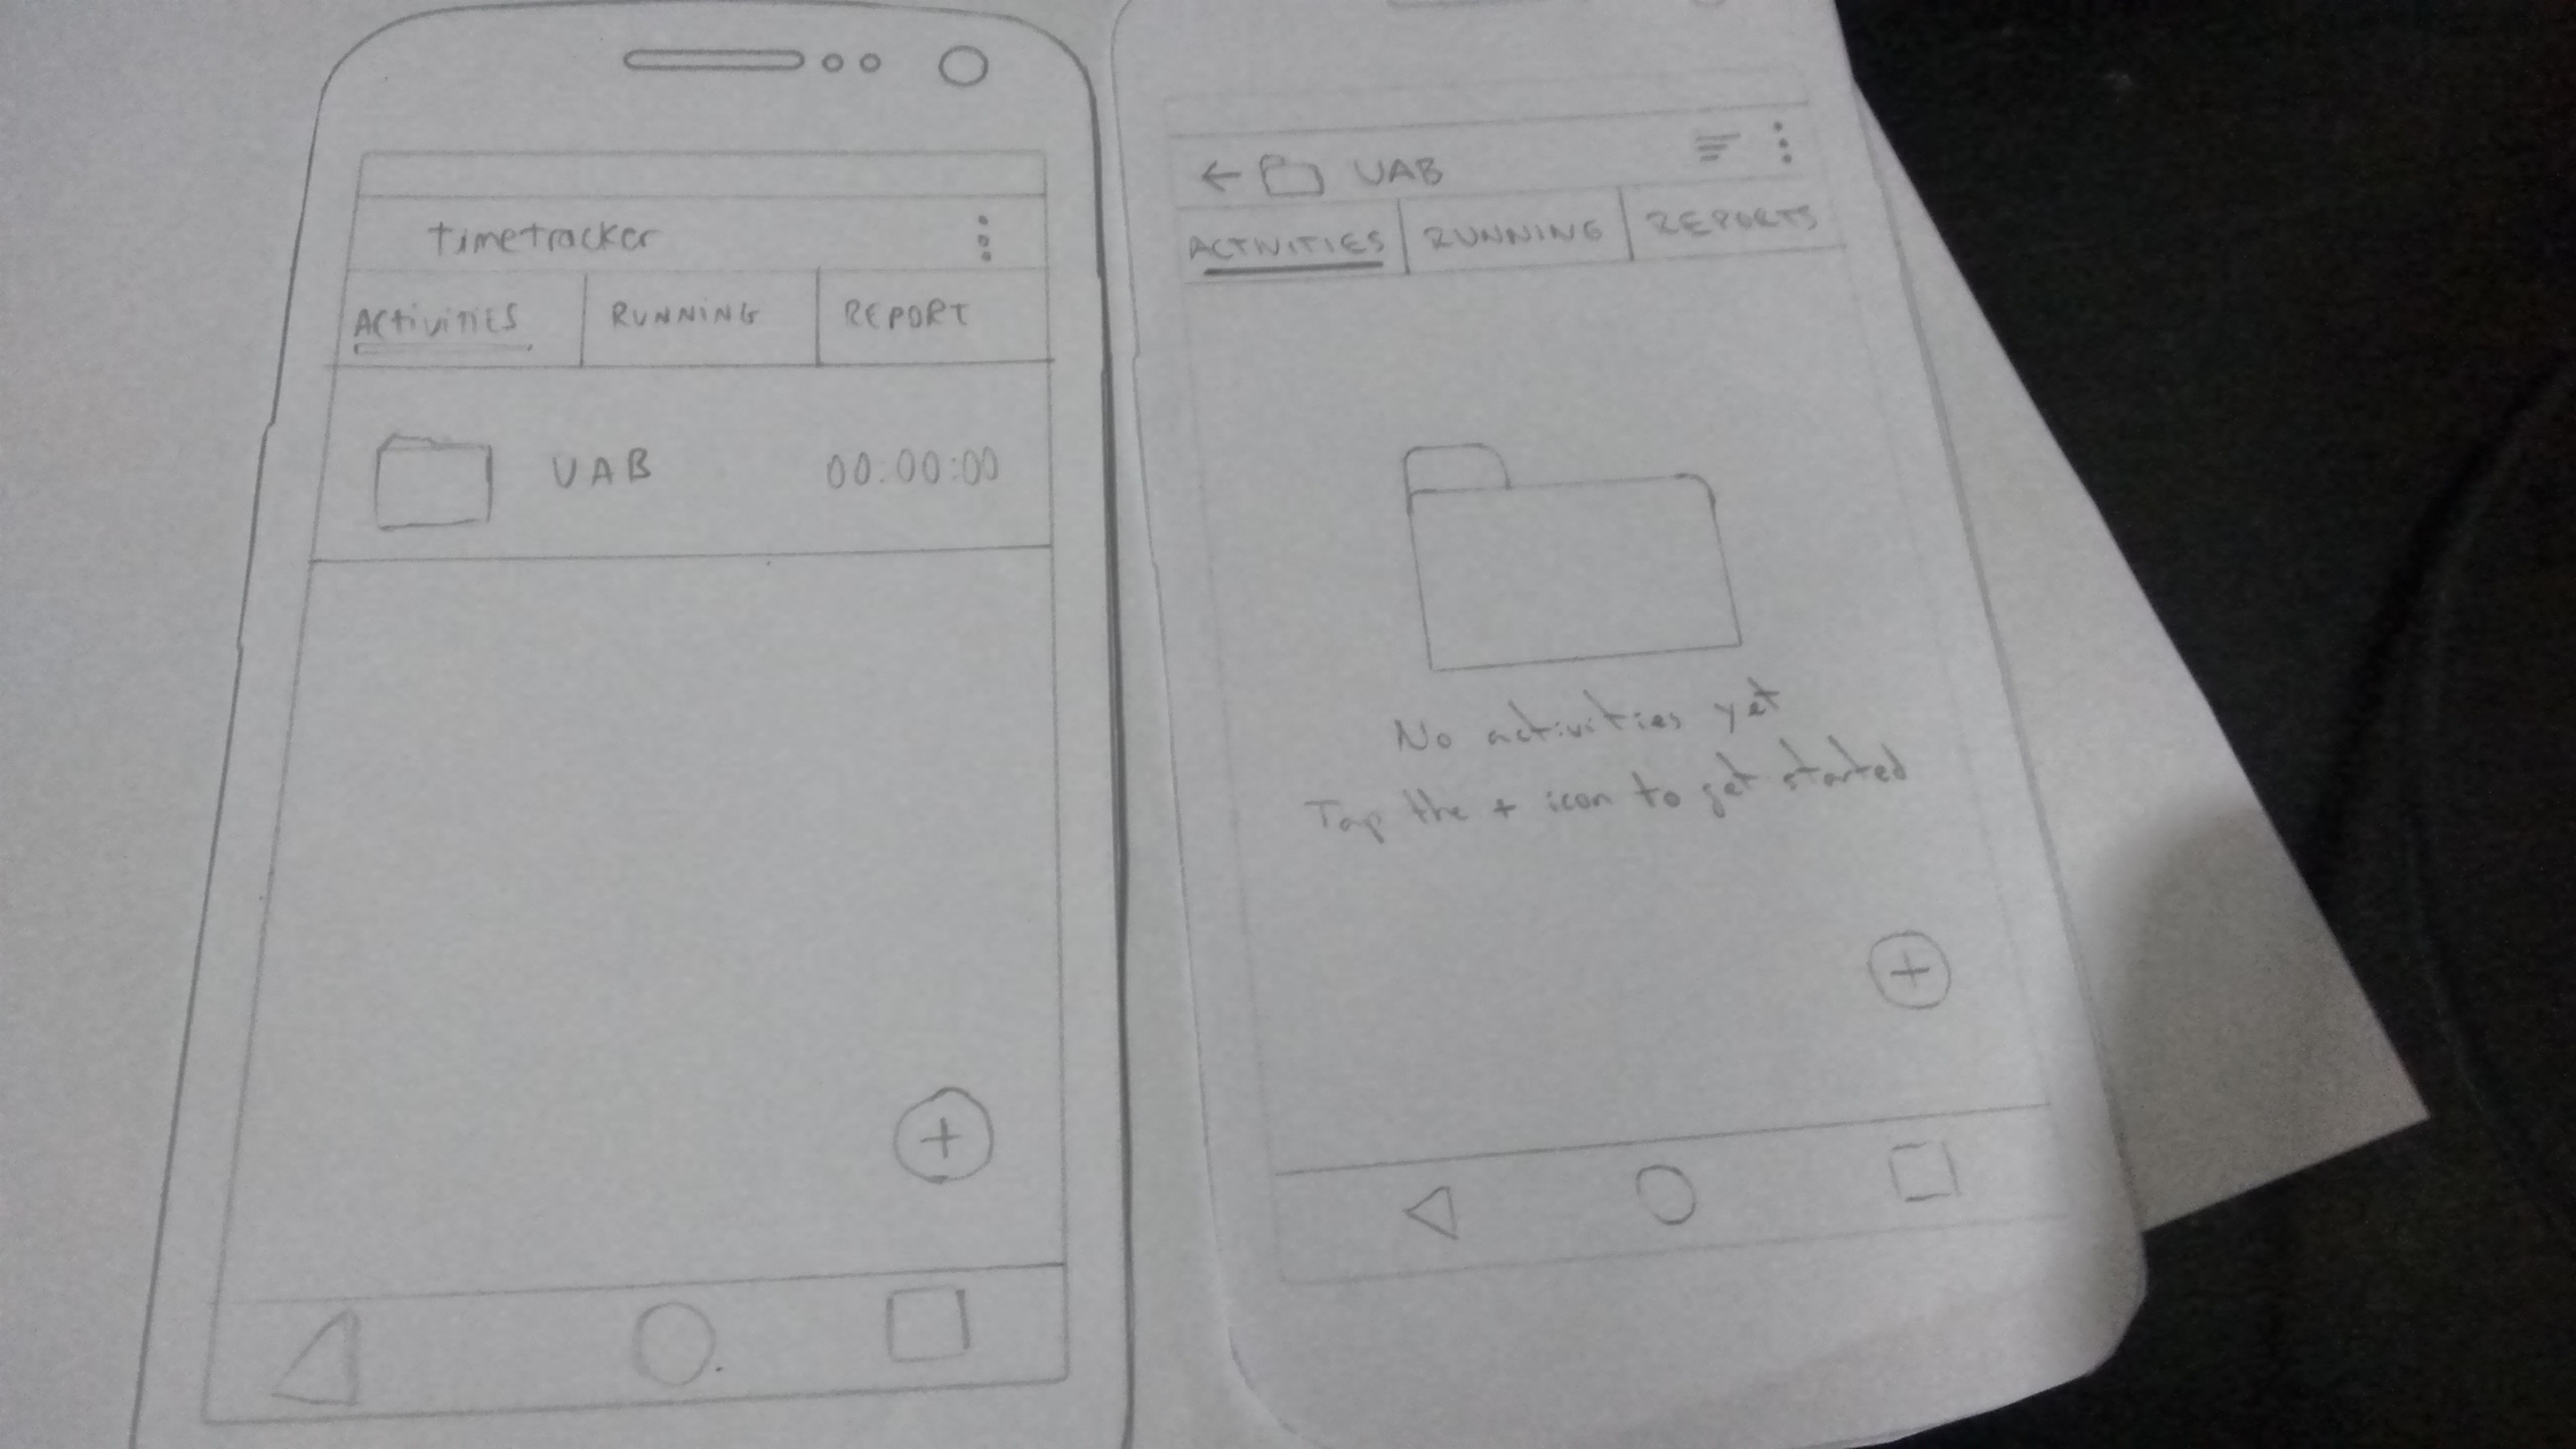 timetracker
ACTiViTIES RUNNiNG REPORT
UAB 00:00:00
← UAB
ACTIVITIES RUNNING REPORTS
No activities yet
Tap the + icon to get started
+
+